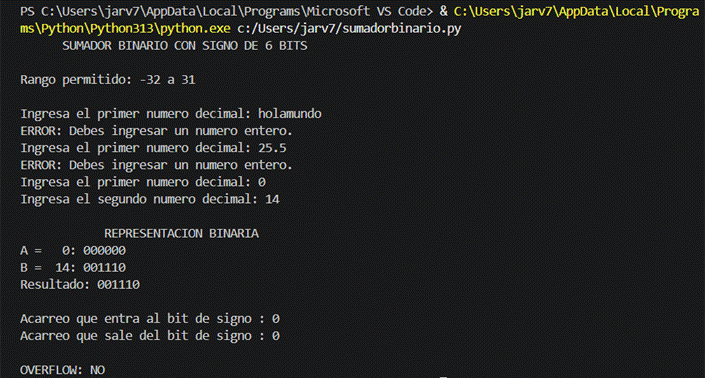 PS C:\Users\jarv7\AppData\Local\Programs\Microsoft VS Code> & C:\Users\jarv7\AppData\Local\Progra
ms\Python\Python313\python.exe c:/Users/jarv7/sumadorbinario.py
SUMADOR BINARIO CON SIGNO DE 6 BITS
Rango permitido: -32 a 31
Ingresa el primer numero decimal: holamundo
ERROR: Debes ingresar un numero entero.
Ingresa el primer numero decimal: 25.5
ERROR: Debes ingresar un numero entero.
Ingresa el primer numero decimal: 0
Ingresa el segundo numero decimal: 14
REPRESENTACION BINARIA
A =   0: 000000
B =  14: 001110
Resultado: 001110
Acarreo que entra al bit de signo : 0
Acarreo que sale del bit de signo : 0
OVERFLOW: NO